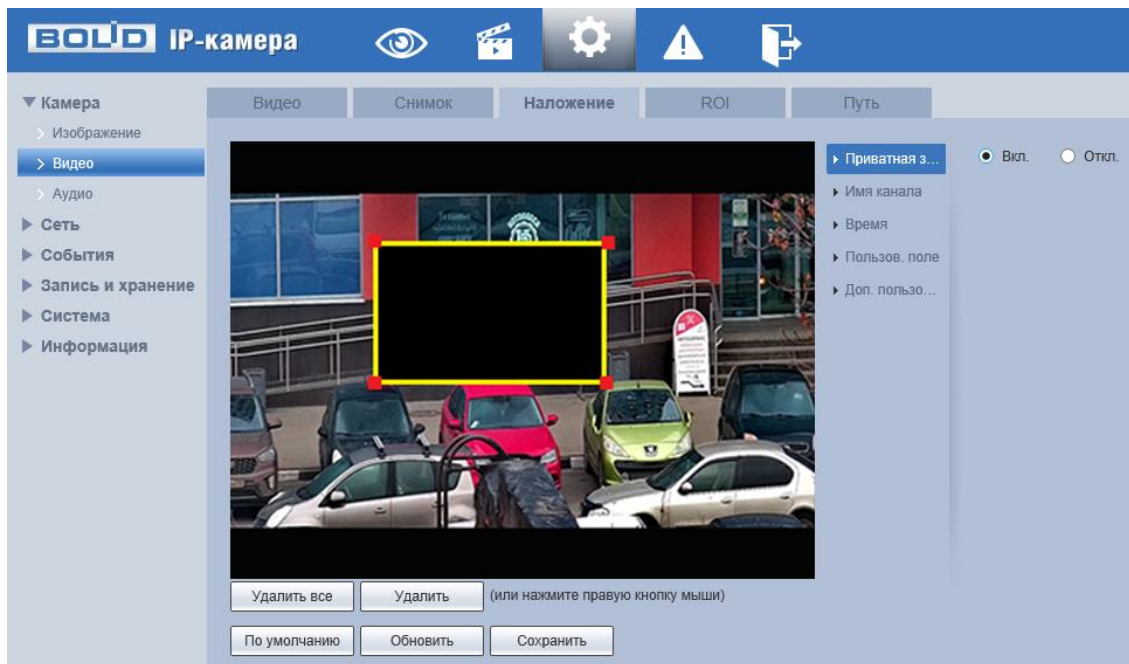 BOLID IP-камера
Камера
Изображение
Видео
Аудио
Сеть
События
Запись и хранение
Система
Информация
Видео Снимок Наложение ROI Путь
Приватная з...
Имя канала
Время
Пользов. поле
Доп. пользо...
Вкл. Откл.
Удалить все Удалить (или нажмите правую кнопку мыши)
По умолчанию Обновить Сохранить